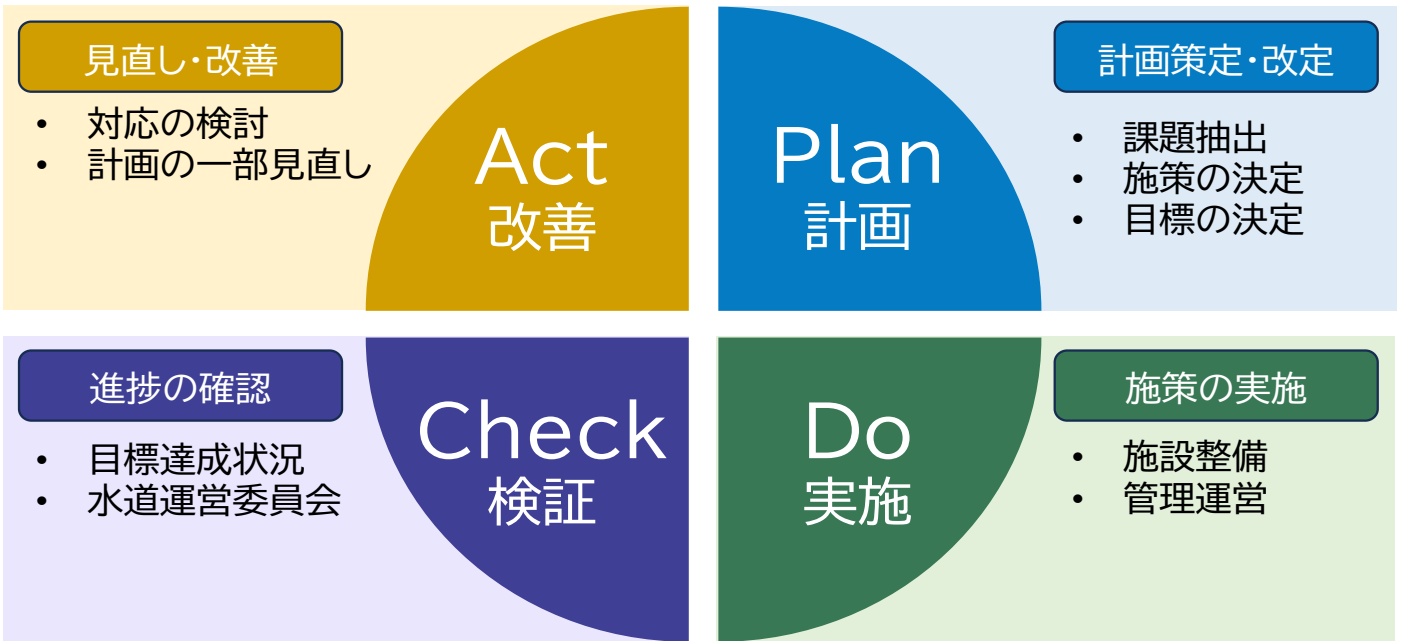 見直し・改善
• 対応の検討
• 計画の一部見直し
Act
改善
Plan
計画
計画策定・改定
• 課題抽出
• 施策の決定
• 目標の決定
進捗の確認
• 目標達成状況
• 水道運営委員会
Check
検証
Do
実施
施策の実施
• 施設整備
• 管理運営